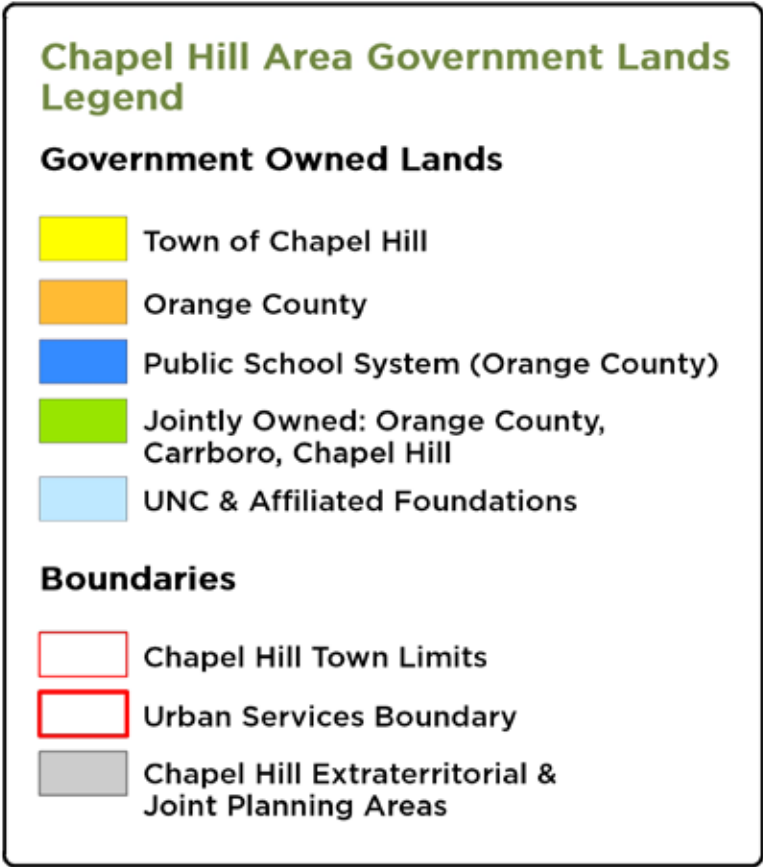 Chapel Hill Area Government Lands
Legend
Government Owned Lands
Town of Chapel Hill
Orange County
Public School System (Orange County)
Jointly Owned: Orange County,
Carrboro, Chapel Hill
UNC & Affiliated Foundations
Boundaries
Chapel Hill Town Limits
Urban Services Boundary
Chapel Hill Extraterritorial &
Joint Planning Areas